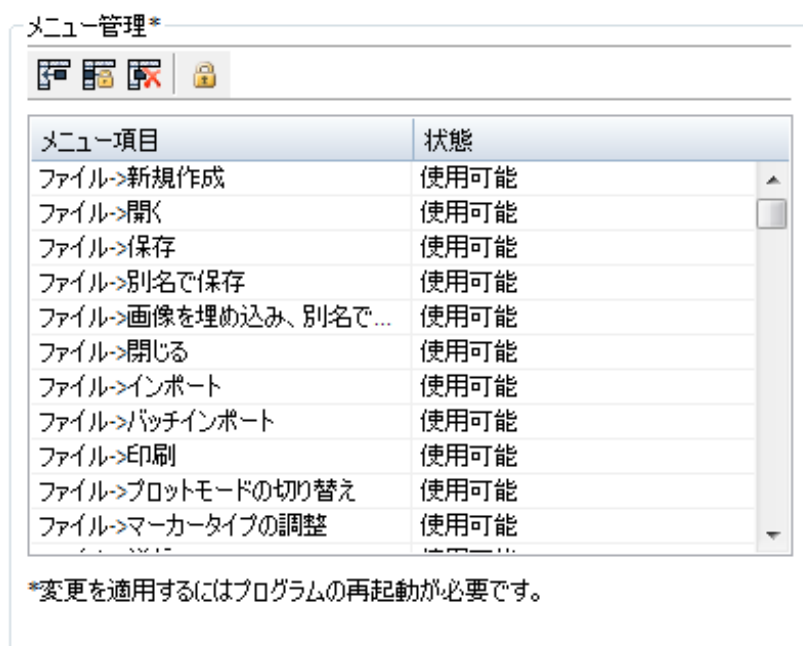 メニュー管理*
メニュー項目 状態
ファイル->新規作成 使用可能
ファイル->開く 使用可能
ファイル->保存 使用可能
ファイル->別名で保存 使用可能
ファイル->画像を埋め込み、別名で... 使用可能
ファイル->閉じる 使用可能
ファイル->インポート 使用可能
ファイル->バッチインポート 使用可能
ファイル->印刷 使用可能
ファイル->プロットモードの切り替え 使用可能
ファイル->マーカータイプの調整 使用可能
*変更を適用するにはプログラムの再起動が必要です。